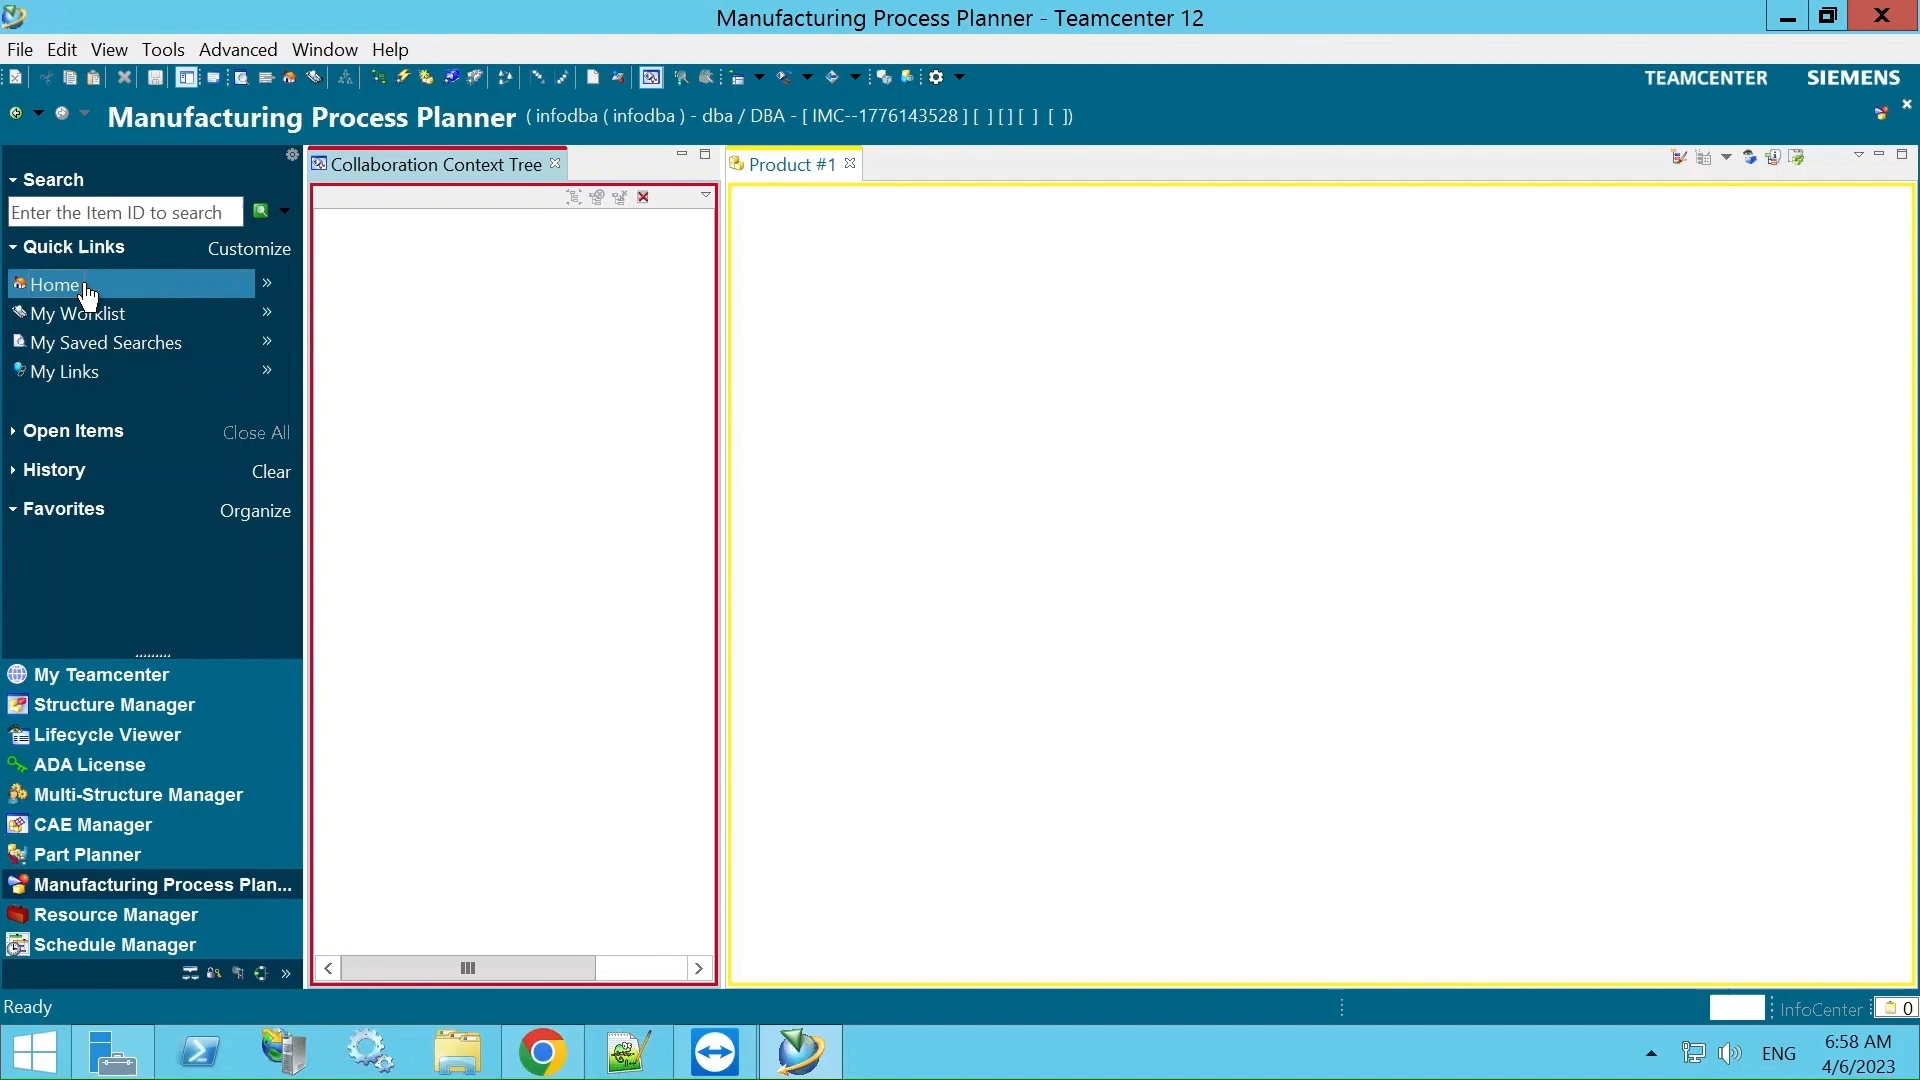 Manufacturing Process Planner - Teamcenter 12
File Edit View Tools Advanced Window Help
TEAMCENTER SIEMENS
Manufacturing Process Planner ( infodba ( infodba ) - dba / DBA - [ IMC--1776143528 ] [ ] [ ] [ ] [ ])
Search
Enter the Item ID to search
Quick Links Customize
Home
My Worklist
My Saved Searches
My Links
Open Items Close All
History Clear
Favorites Organize
My Teamcenter
Structure Manager
Lifecycle Viewer
ADA License
Multi-Structure Manager
CAE Manager
Part Planner
Manufacturing Process Plan...
Resource Manager
Schedule Manager
Collaboration Context Tree
Product #1
Ready
InfoCenter 0
ENG
6:58 AM
4/6/2023